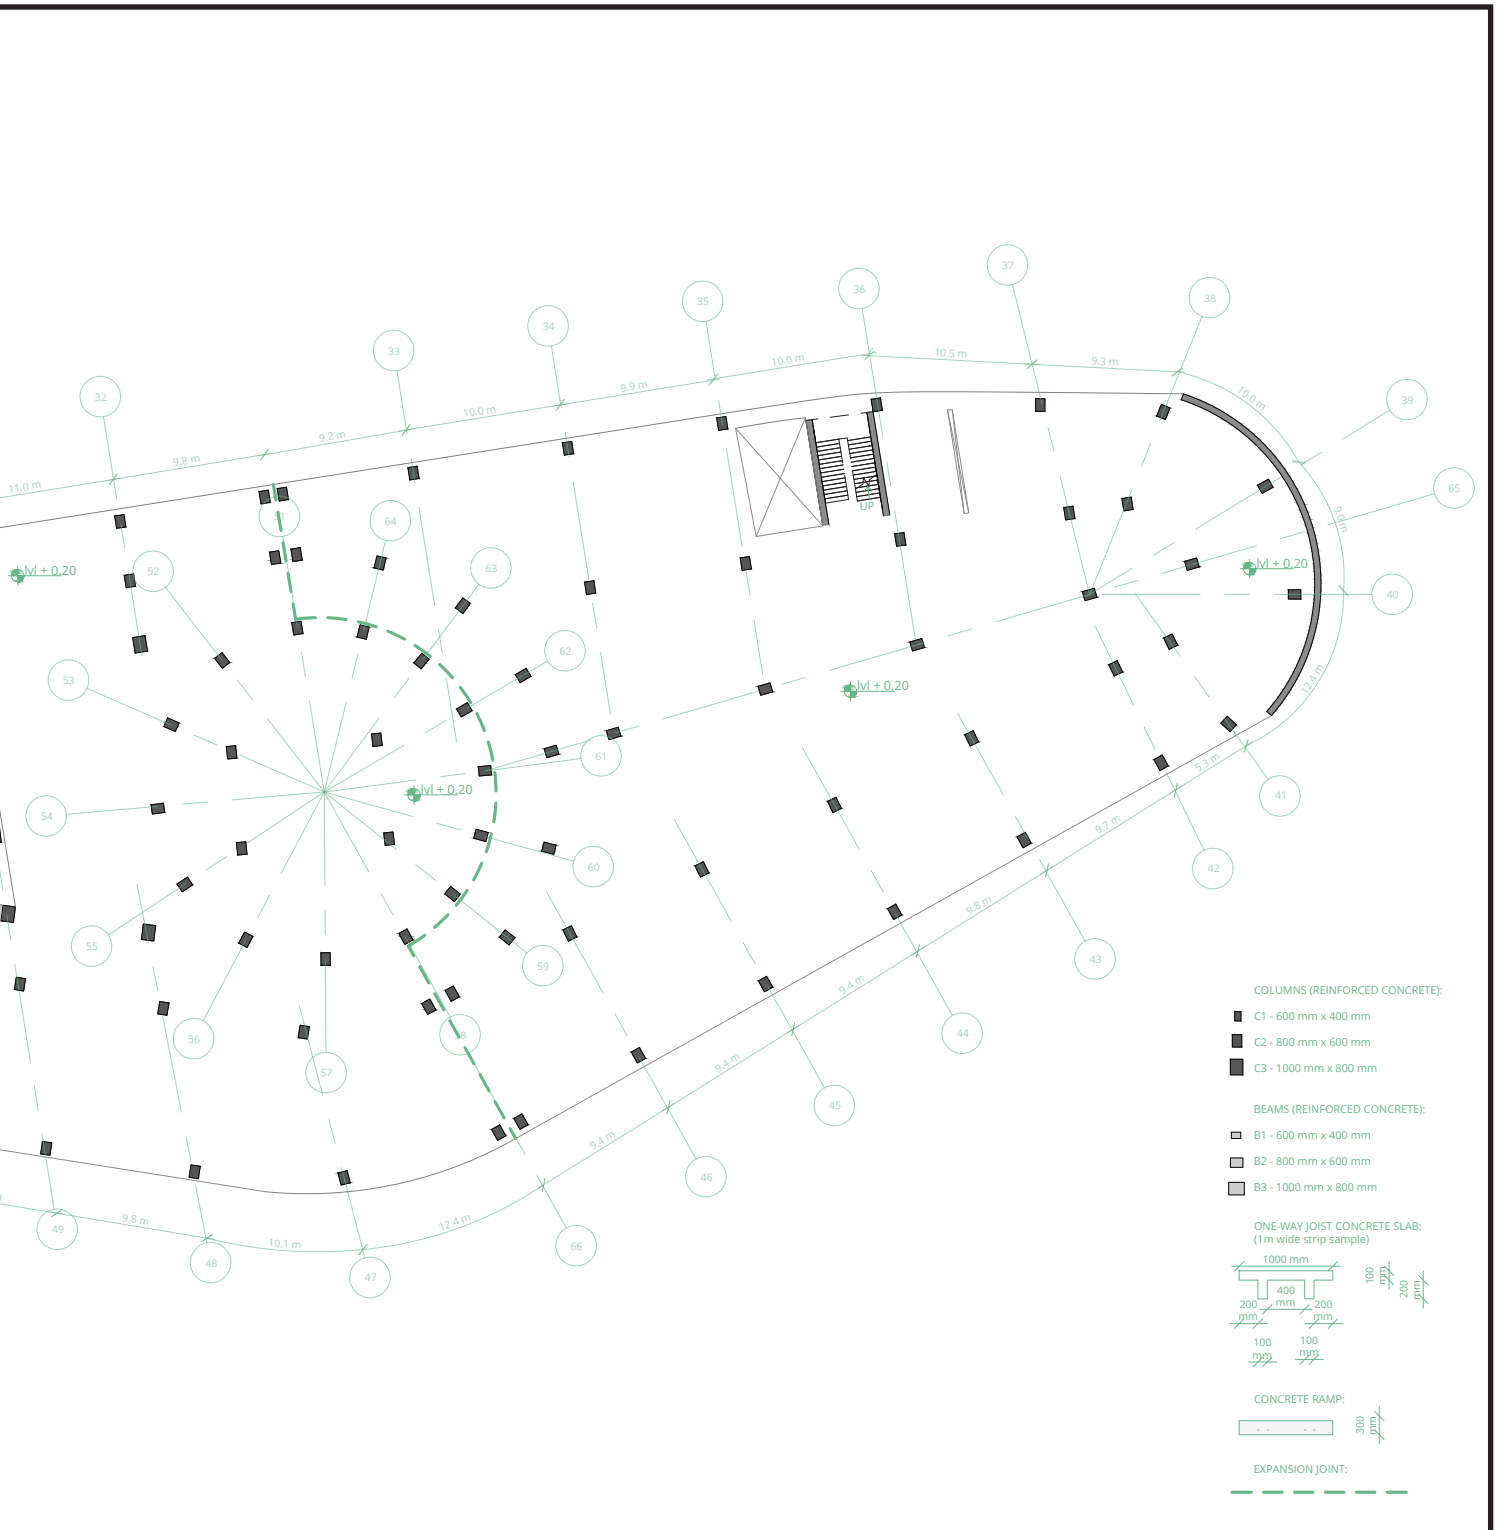 37
36
38
35
34
33
10.0 m
10.5 m
9.3 m
32
9.9 m
10.0 m
39
10.0 m
9.2 m
9.8 m
11.0 m
65
UP
9.0 m
64
lvl + 0,20
52
63
lvl + 0,20
40
62
53
lvl + 0,20
12.4 m
61
5.3 m
lvl + 0,20
41
54
9.7 m
60
42
9.8 m
55
59
43
9.4 m
56
44
57
9.4 m
45
9.4 m
46
49
9.8 m
12.4 m
10.1 m
66
48
47
COLUMNS (REINFORCED CONCRETE):
C1 - 600 mm x 400 mm
C2 - 800 mm x 600 mm
C3 - 1000 mm x 800 mm
BEAMS (REINFORCED CONCRETE):
B1 - 600 mm x 400 mm
B2 - 800 mm x 600 mm
B3 - 1000 mm x 800 mm
ONE-WAY JOIST CONCRETE SLAB:
(1m wide strip sample)
1000 mm
100
mm
200
mm
400
mm
200
mm
200
mm
100
mm
100
mm
CONCRETE RAMP:
300
mm
EXPANSION JOINT: